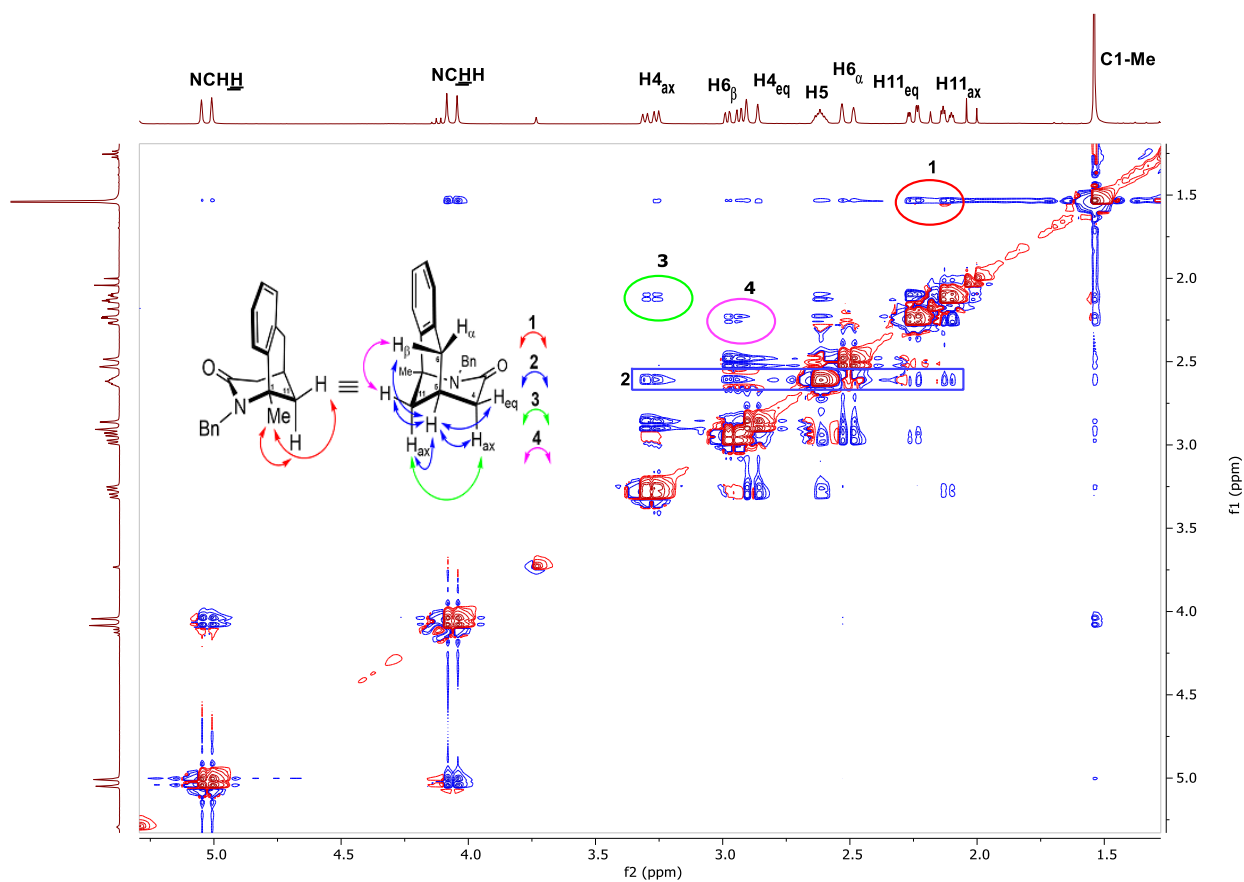 C1-Me
NCHH
NCHH
H4ax
H6β
H4eq
H5
H6α
H11eq
H11ax
1
3
4
2
O
N
Bn
1
Me
11
H
H
Hβ
Hα
6
Bn
Me
N
O
H
11
5
4
Heq
H
Hax
Hax
1
2
3
4
1.5
2.0
2.5
3.0
3.5
4.0
4.5
5.0
f1 (ppm)
5.0
4.5
4.0
3.5
3.0
2.5
2.0
1.5
f2 (ppm)